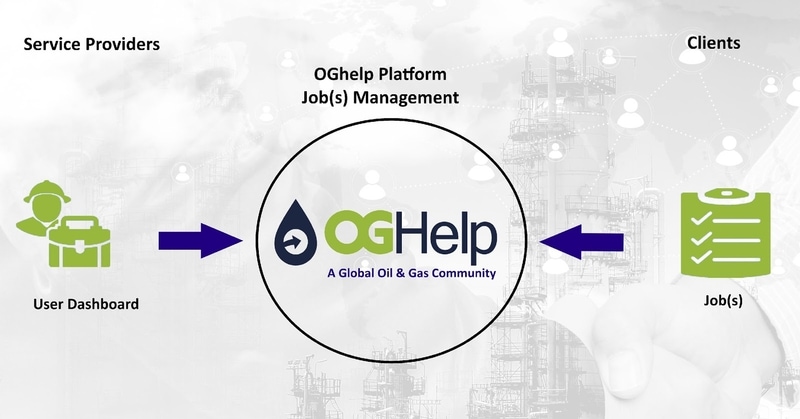 Service Providers
Clients
OGhelp Platform
Job(s) Management
OGHelp
A Global Oil & Gas Community
User Dashboard
Job(s)